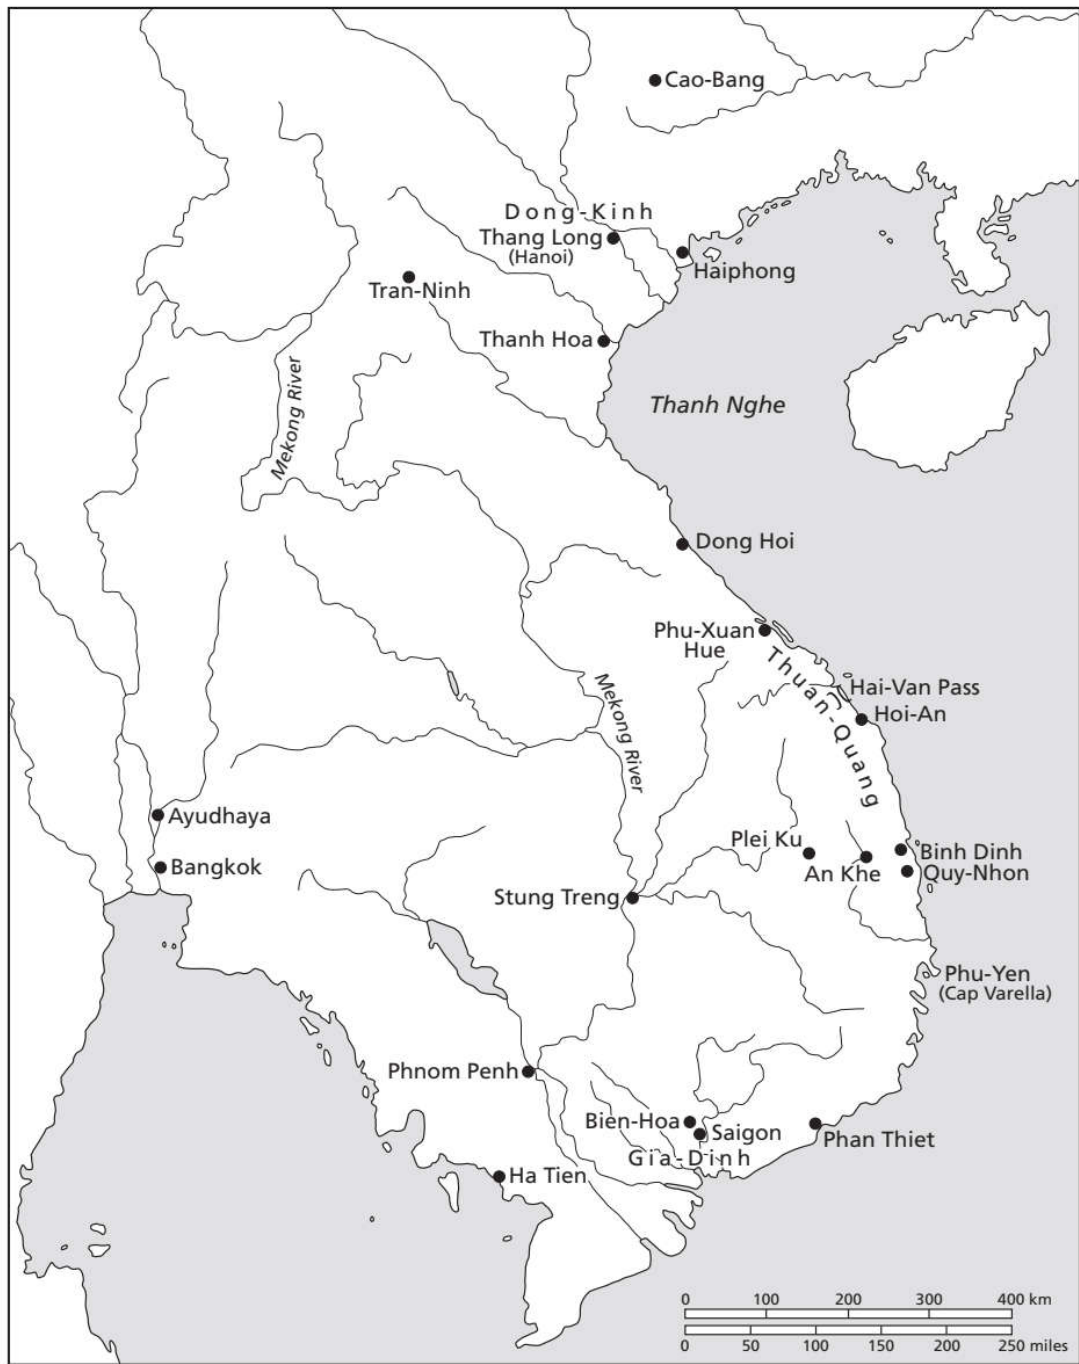 Cao-Bang
Dong-Kinh
Thang Long
(Hanoi)
Haiphong
Tran-Ninh
Thanh Hoa
Mekong River
Thanh Nghe
Dong Hoi
Phu-Xuan
Hue
Thuan-Quang
Hai-Van Pass
Hoi-An
Mekong River
Ayudhaya
Bangkok
Plei Ku
An Khe
Binh Dinh
Quy-Nhon
Stung Treng
Phu-Yen
(Cap Varella)
Phnom Penh
Bien-Hoa
Saigon
Gia-Dinh
Phan Thiet
Ha Tien
0 100 200 300 400 km
0 50 100 150 200 250 miles